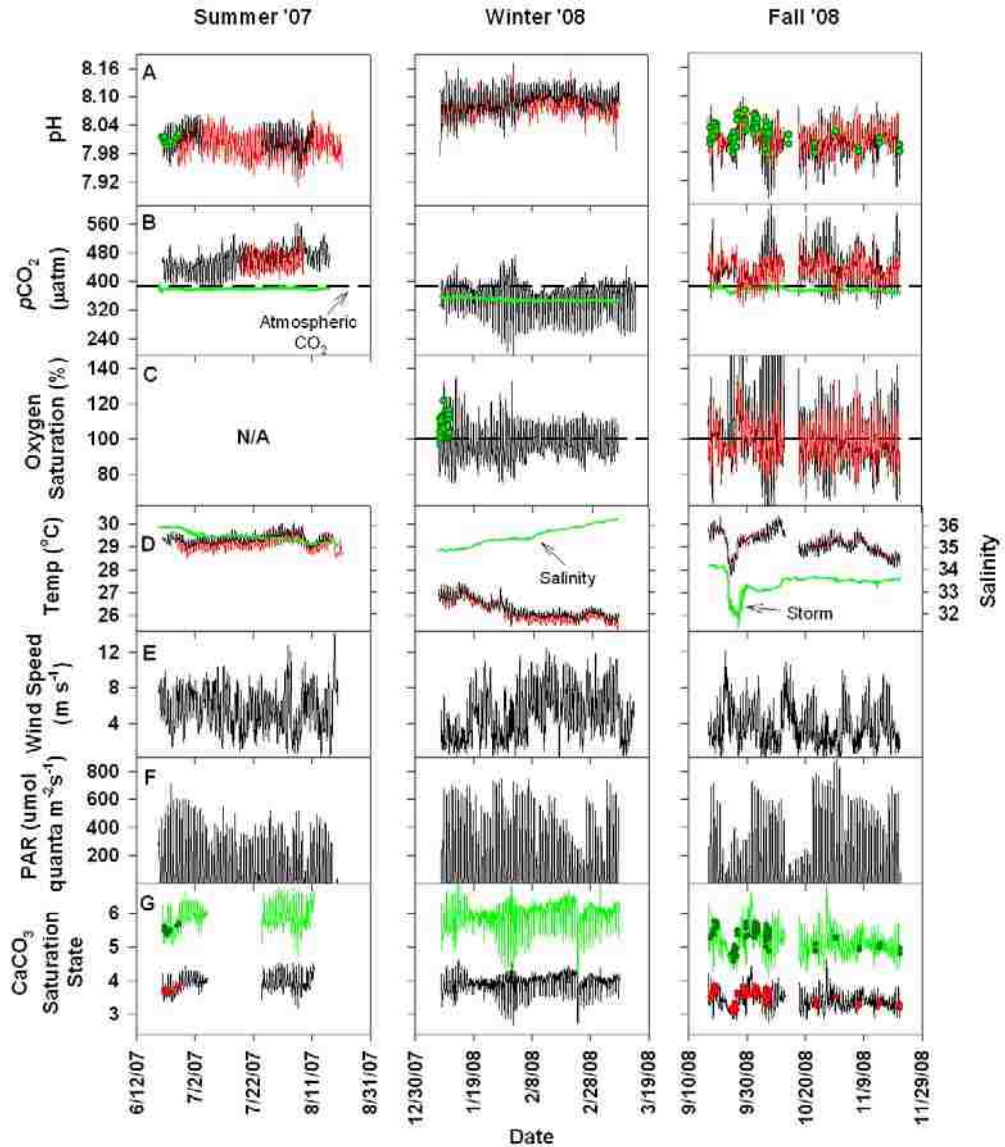 Summer '07 Winter '08 Fall '08
A
pH
8.16
8.10
8.04
7.98
7.92
B
pCO2
(µatm)
560
480
400
320
240
Atmospheric
CO2
C
Oxygen
Saturation (%)
120
100
80
N/A
D
Temp (°C)
30
29
27
26
Salinity
Storm
36
35
34
33
32
Salinity
E
Wind Speed
(m s-1)
12
8
4
F
PAR (umol
quanta m-2s-1)
800
600
400
200
G
CaCO3
Saturation
State
6
5
4
3
6/12/07
7/2/07
7/22/07
8/11/07
8/31/07
12/30/07
1/19/08
2/8/08
2/28/08
3/19/08
9/10/08
9/30/08
10/20/08
11/9/08
11/29/08
Date